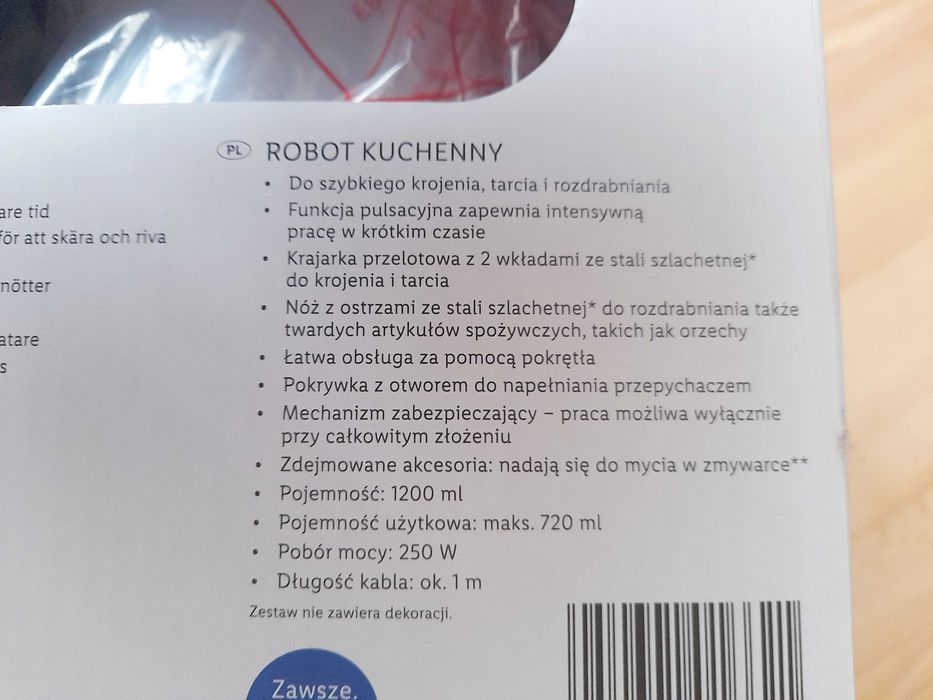 are tid
för att skära och riva
nötter
atare
s
PL ROBOT KUCHENNY
• Do szybkiego krojenia, tarcia i rozdrabniania
• Funkcja pulsacyjna zapewnia intensywną
pracę w krótkim czasie
• Krajarka przelotowa z 2 wkładami ze stali szlachetnej*
do krojenia i tarcia
• Nóż z ostrzami ze stali szlachetnej* do rozdrabniania także
twardych artykułów spożywczych, takich jak orzechy
• Łatwa obsługa za pomocą pokrętła
• Pokrywka z otworem do napełniania przepychaczem
• Mechanizm zabezpieczający – praca możliwa wyłącznie
przy całkowitym złożeniu
• Zdejmowane akcesoria: nadają się do mycia w zmywarce**
• Pojemność: 1200 ml
• Pojemność użytkowa: maks. 720 ml
• Pobór mocy: 250 W
• Długość kabla: ok. 1 m
Zestaw nie zawiera dekoracji.
Zawsze,